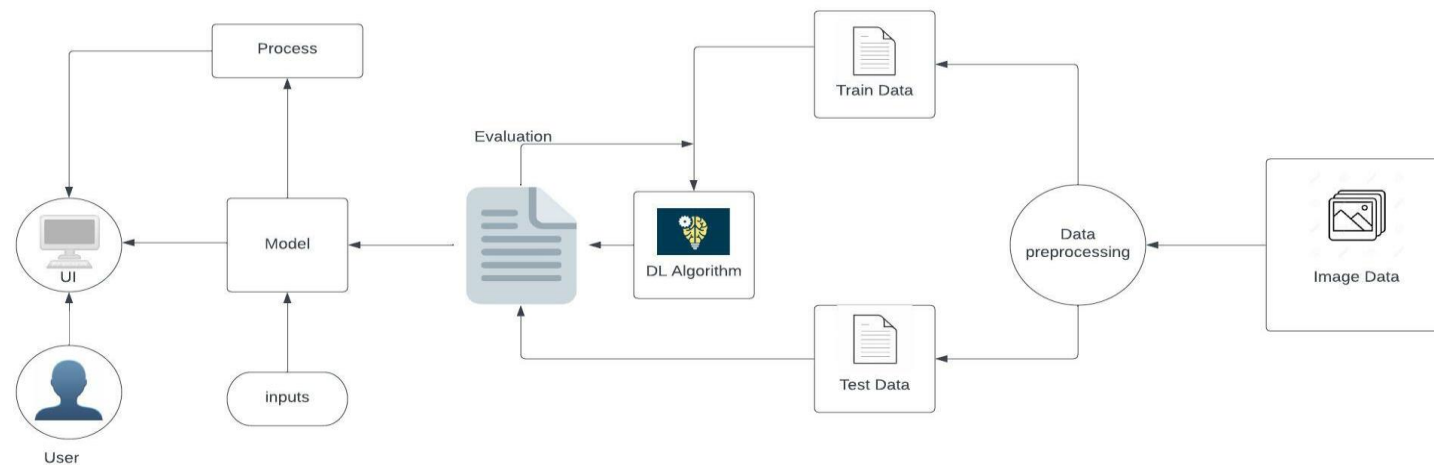 Process
Train Data
Evaluation
UI
Model
DL Algorithm
Data
preprocessing
Image Data
inputs
Test Data
User